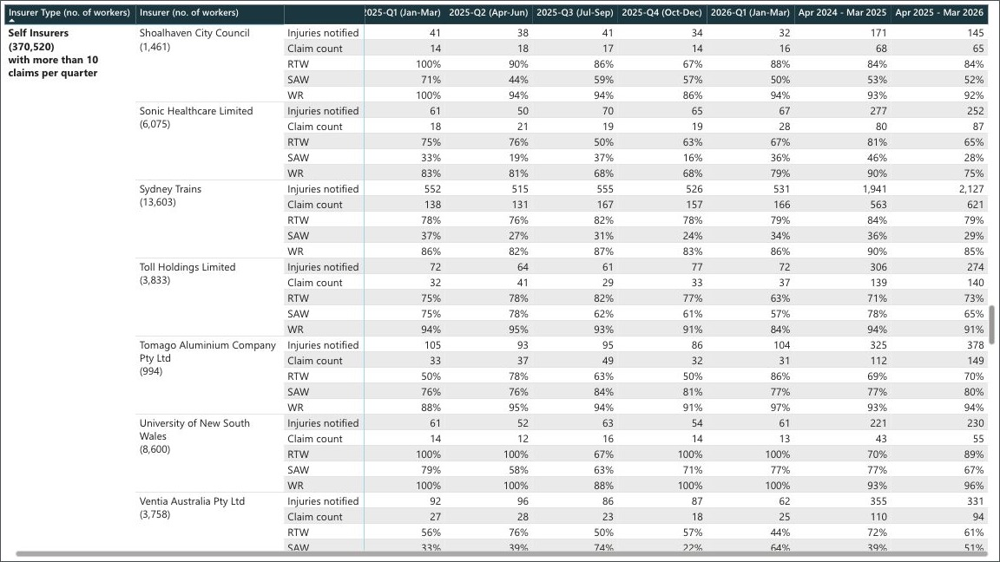 Insurer Type (no. of workers) Insurer (no. of workers) 2025-Q1 (Jan-Mar) 2025-Q2 (Apr-Jun) 2025-Q3 (Jul-Sep) 2025-Q4 (Oct-Dec) 2026-Q1 (Jan-Mar) Apr 2024 - Mar 2025 Apr 2025 - Mar 2026
Self Insurers Shoalhaven City Council Injuries notified 41 38 41 34 32 171 145
(370,520) (1,461) Claim count 14 18 17 14 16 68 65
with more than 10 RTW 100% 90% 86% 67% 88% 84% 84%
claims per quarter SAW 71% 44% 59% 57% 50% 53% 52%
WR 100% 94% 94% 86% 94% 93% 92%
Sonic Healthcare Limited Injuries notified 61 50 70 65 67 277 252
(6,075) Claim count 18 21 19 19 28 80 87
RTW 75% 76% 50% 63% 67% 81% 65%
SAW 33% 19% 37% 16% 36% 46% 28%
WR 83% 81% 68% 68% 79% 90% 75%
Sydney Trains Injuries notified 552 515 555 526 531 1,941 2,127
(13,603) Claim count 138 131 167 157 166 563 621
RTW 78% 76% 82% 78% 79% 84% 79%
SAW 37% 27% 31% 24% 34% 36% 29%
WR 86% 82% 87% 83% 86% 90% 85%
Toll Holdings Limited Injuries notified 72 64 61 77 72 306 274
(3,833) Claim count 32 41 29 33 37 139 140
RTW 75% 78% 82% 77% 63% 71% 73%
SAW 75% 78% 62% 61% 57% 78% 65%
WR 94% 95% 93% 91% 84% 94% 91%
Tomago Aluminium Company Injuries notified 105 93 95 86 104 325 378
Pty Ltd Claim count 33 37 49 32 31 112 149
(994) RTW 50% 78% 63% 50% 86% 69% 70%
SAW 76% 76% 84% 81% 77% 77% 80%
WR 88% 95% 94% 91% 97% 93% 94%
University of New South Injuries notified 61 52 63 54 61 221 230
Wales Claim count 14 12 16 14 13 43 55
(8,600) RTW 100% 100% 67% 100% 100% 70% 89%
SAW 79% 58% 63% 71% 77% 77% 67%
WR 100% 100% 88% 100% 100% 93% 96%
Ventia Australia Pty Ltd Injuries notified 92 96 86 87 62 355 331
(3,758) Claim count 27 28 23 18 25 110 94
RTW 56% 76% 50% 57% 44% 72% 61%
SAW 33% 39% 74% 22% 64% 39% 51%